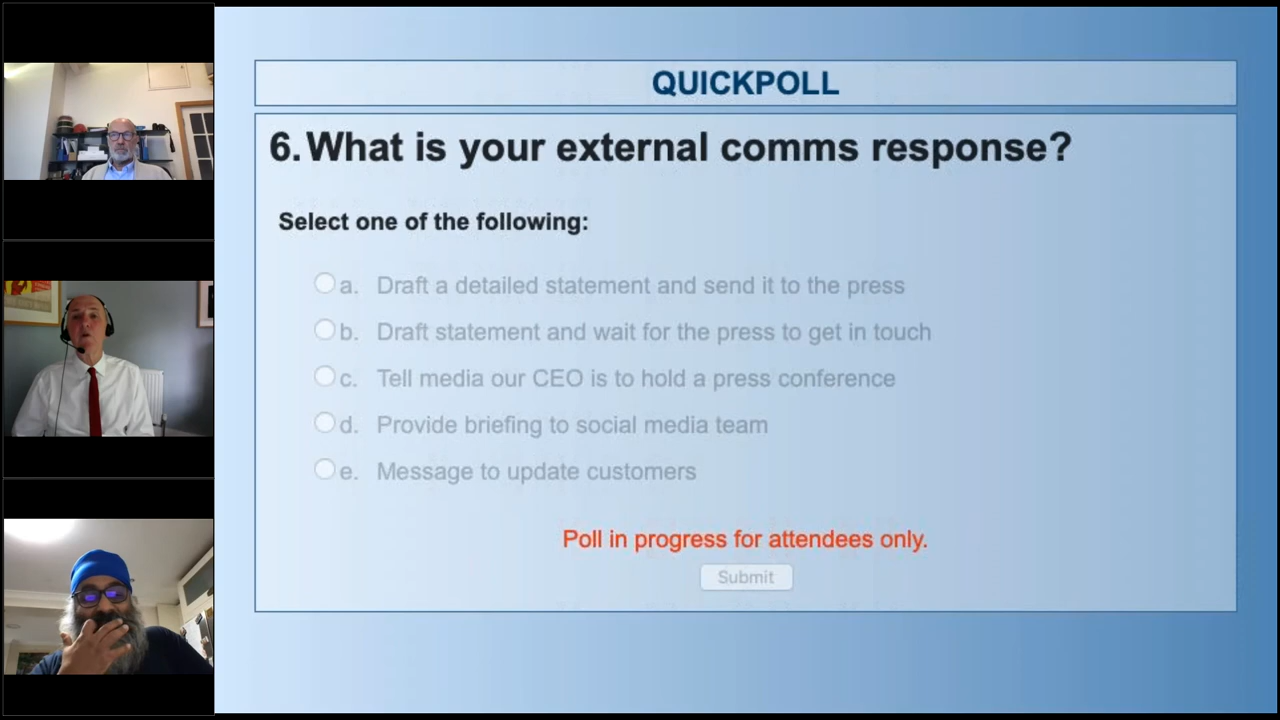 QUICKPOLL
6. What is your external comms response?
Select one of the following:
a. Draft a detailed statement and send it to the press
b. Draft statement and wait for the press to get in touch
c. Tell media our CEO is to hold a press conference
d. Provide briefing to social media team
e. Message to update customers
Poll in progress for attendees only.
Submit